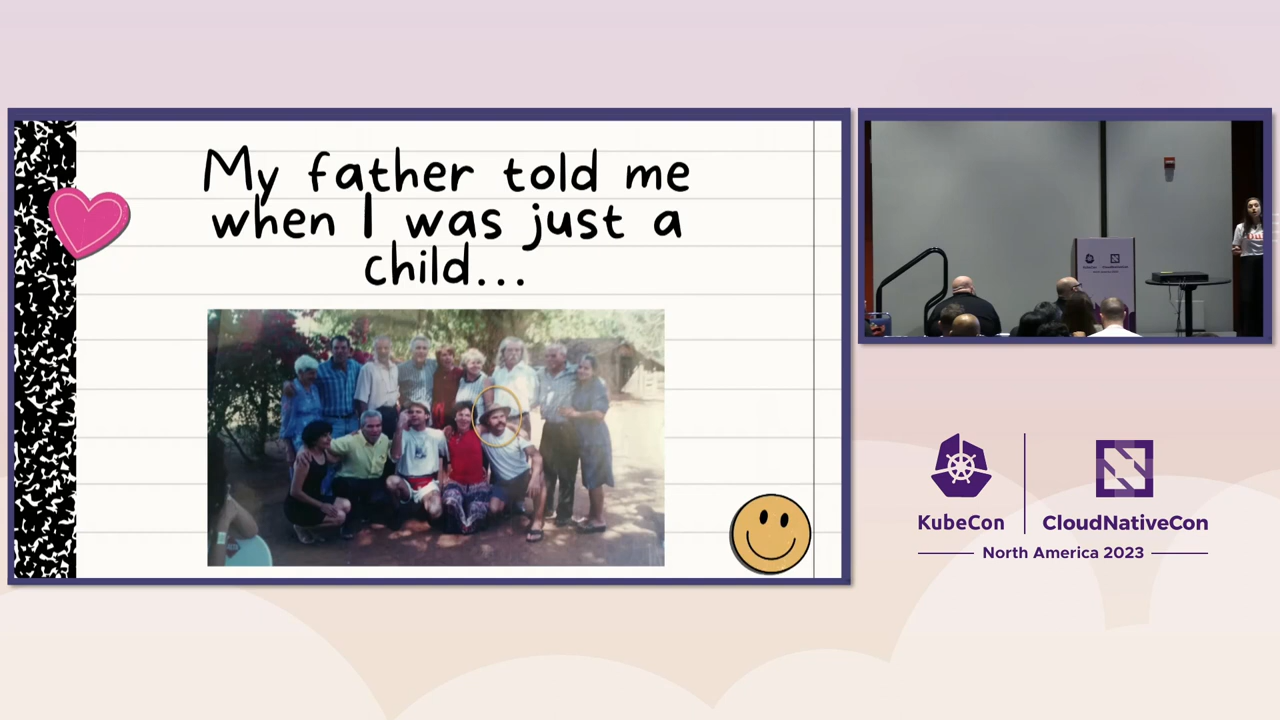 My father told me
when I was just a
child...
KubeCon
CloudNativeCon
North America 2023